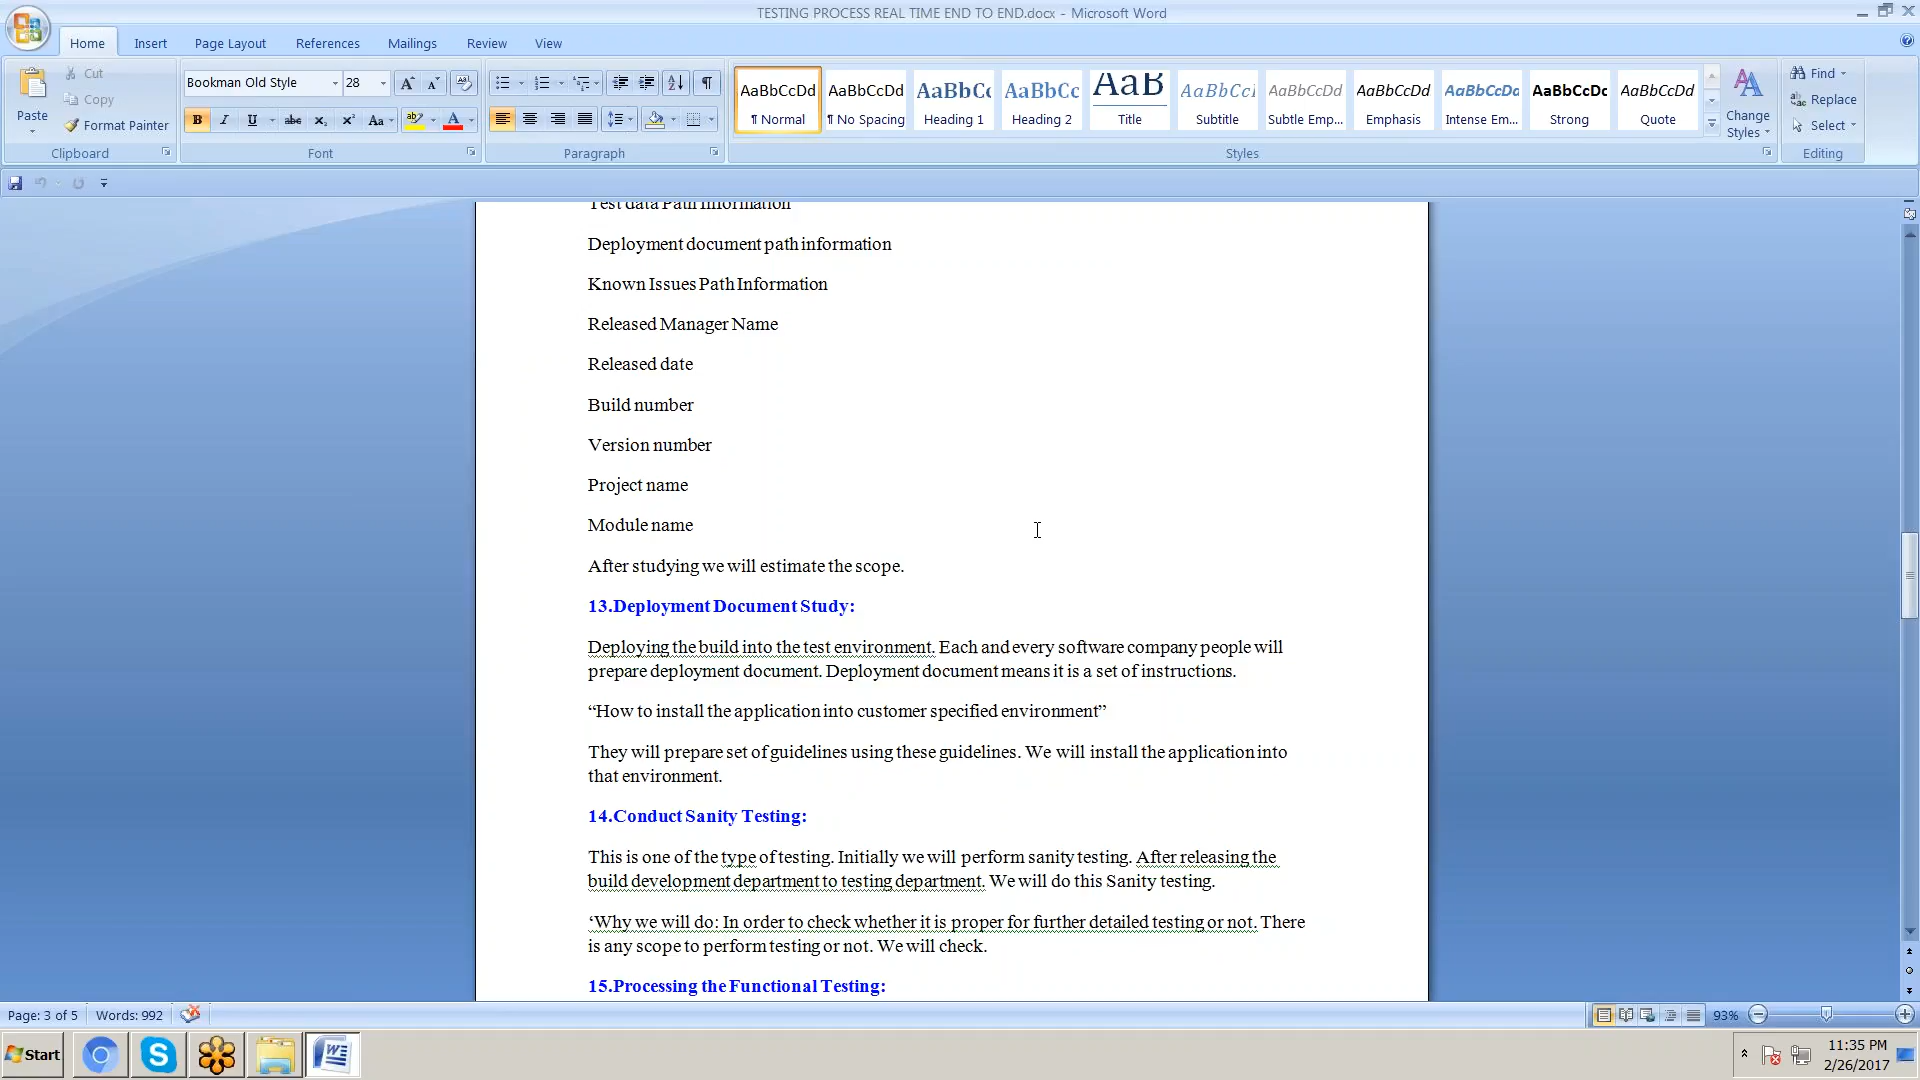 TESTING PROCESS REAL TIME END TO END.docx - Microsoft Word
Home Insert Page Layout References Mailings Review View
Paste
Cut
Copy
Format Painter
Clipboard
Bookman Old Style 28
Font
Paragraph
AaBbCcDd AaBbCcDd AaBbCc AaBbCc AaB AaBbCcl AaBbCcDd AaBbCcDd AaBbCcDd AaBbCcDc AaBbCcDd
¶ Normal ¶ No Spacing Heading 1 Heading 2 Title Subtitle Subtle Emp... Emphasis Intense Em... Strong Quote
Change Styles
Styles
Find
Replace
Select
Editing
Test data Path Information
Deployment document path information
Known Issues Path Information
Released Manager Name
Released date
Build number
Version number
Project name
Module name
After studying we will estimate the scope.
13.Deployment Document Study:
Deploying the build into the test environment. Each and every software company people will
prepare deployment document. Deployment document means it is a set of instructions.
“How to install the application into customer specified environment”
They will prepare set of guidelines using these guidelines. We will install the application into
that environment.
14.Conduct Sanity Testing:
This is one of the type of testing. Initially we will perform sanity testing. After releasing the
build development department to testing department. We will do this Sanity testing.
‘Why we will do: In order to check whether it is proper for further detailed testing or not. There
is any scope to perform testing or not. We will check.
15.Processing the Functional Testing:
Page: 3 of 5 Words: 992 93%
Start
11:35 PM
2/26/2017